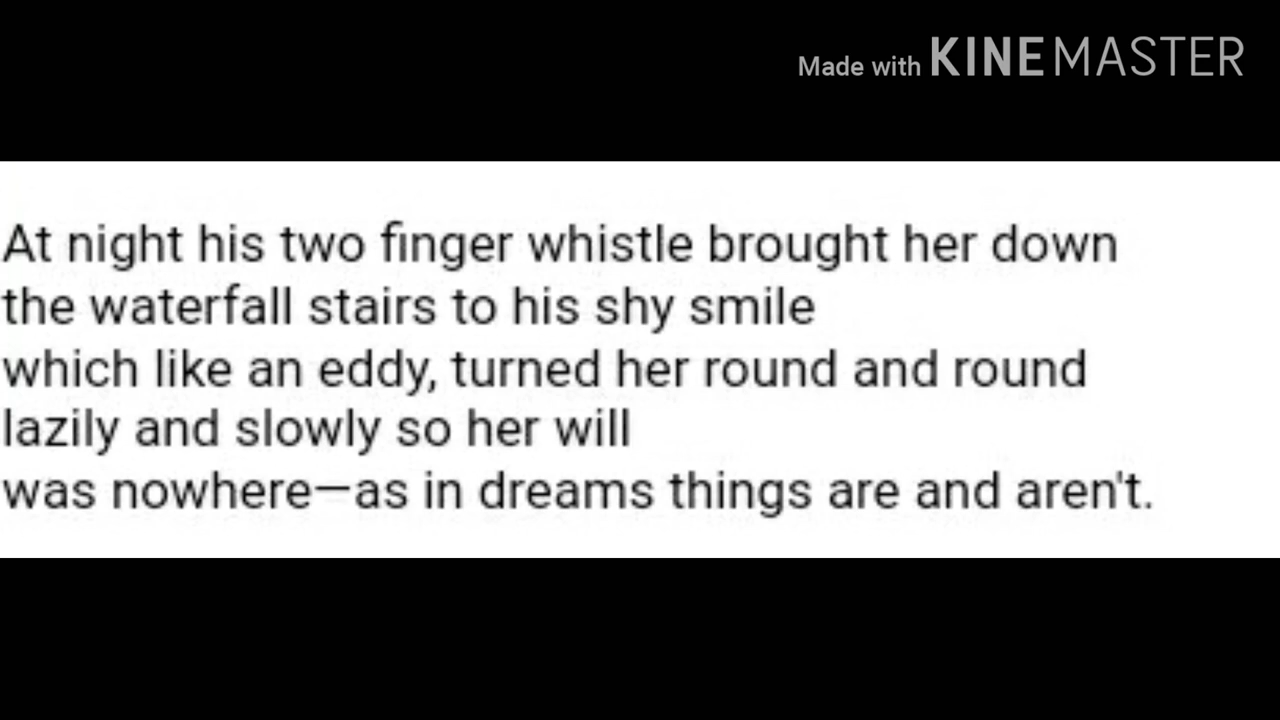 Made with KINEMASTER
At night his two finger whistle brought her down
the waterfall stairs to his shy smile
which like an eddy, turned her round and round
lazily and slowly so her will
was nowhere—as in dreams things are and aren't.